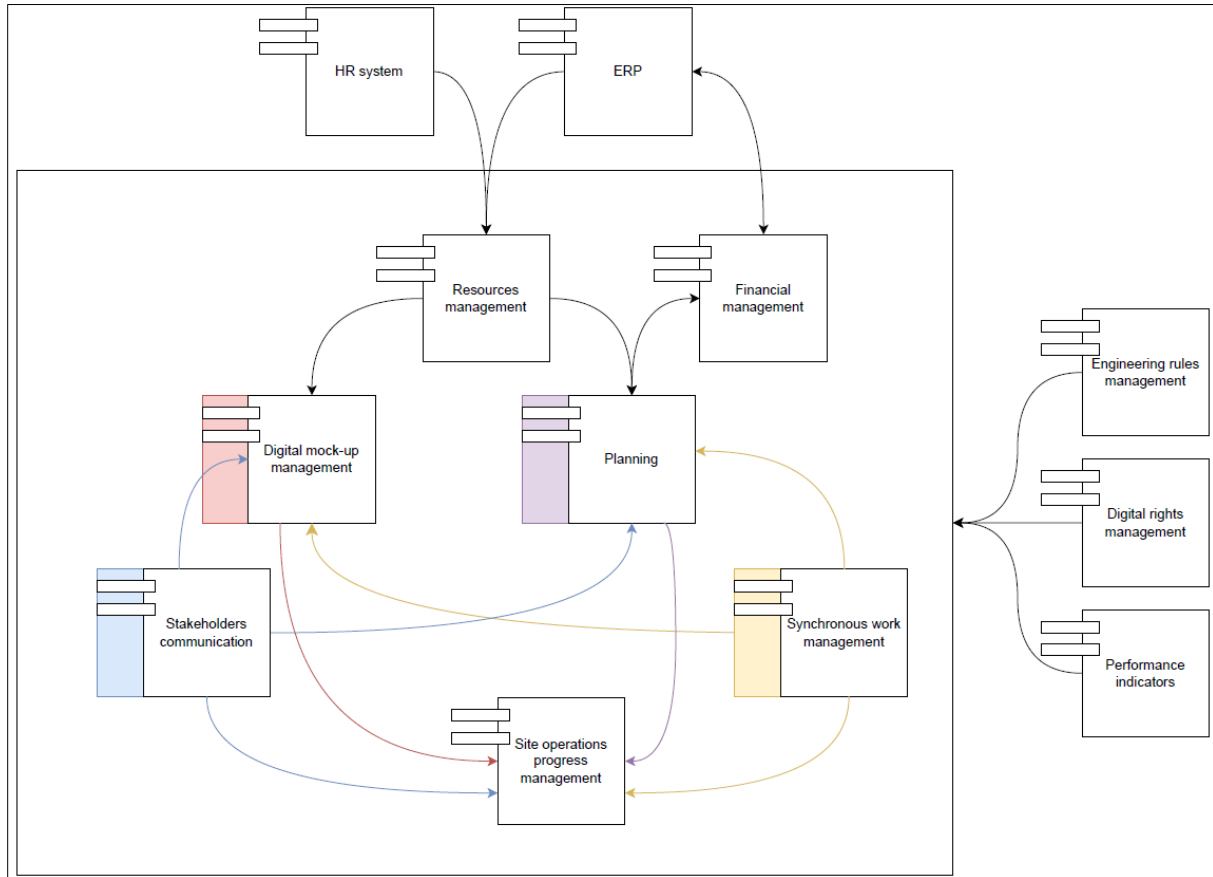 HR system
ERP
Resources
management
Financial
management
Engineering rules
management
Digital mock-up
management
Planning
Digital rights
management
Stakeholders
communication
Synchronous work
management
Performance
indicators
Site operations
progress
management